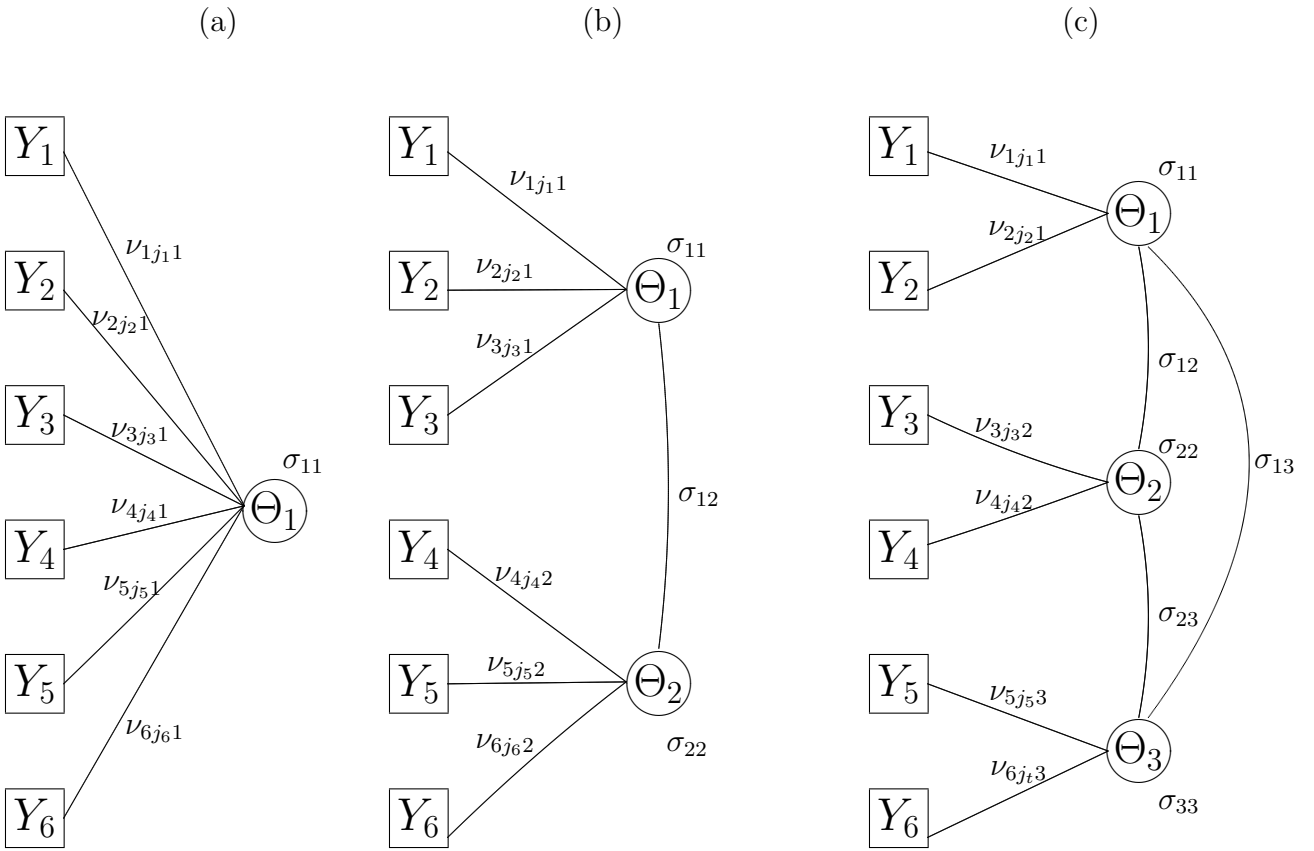 (a)
Y₁
ν₁ⱼ₁1
Y₂
ν₂ⱼ₂1
Y₃
ν₃ⱼ₃1
σ₁₁
Θ₁
Y₄
ν₄ⱼ₄1
ν₅ⱼ₅1
Y₅
ν₆ⱼ₆1
Y₆
(b)
Y₁
ν₁ⱼ₁1
σ₁₁
Y₂
ν₂ⱼ₂1
Θ₁
ν₃ⱼ₃1
Y₃
σ₁₂
Y₄
ν₄ⱼ₄2
Y₅
ν₅ⱼ₅2
Θ₂
ν₆ⱼ₆2
σ₂₂
Y₆
(c)
Y₁
ν₁ⱼ₁1
σ₁₁
Θ₁
ν₂ⱼ₂1
Y₂
σ₁₂
Y₃
ν₃ⱼ₃2
σ₂₂
σ₁₃
Θ₂
ν₄ⱼ₄2
Y₄
σ₂₃
Y₅
ν₅ⱼ₅3
Θ₃
ν₆ⱼₜ3
σ₃₃
Y₆